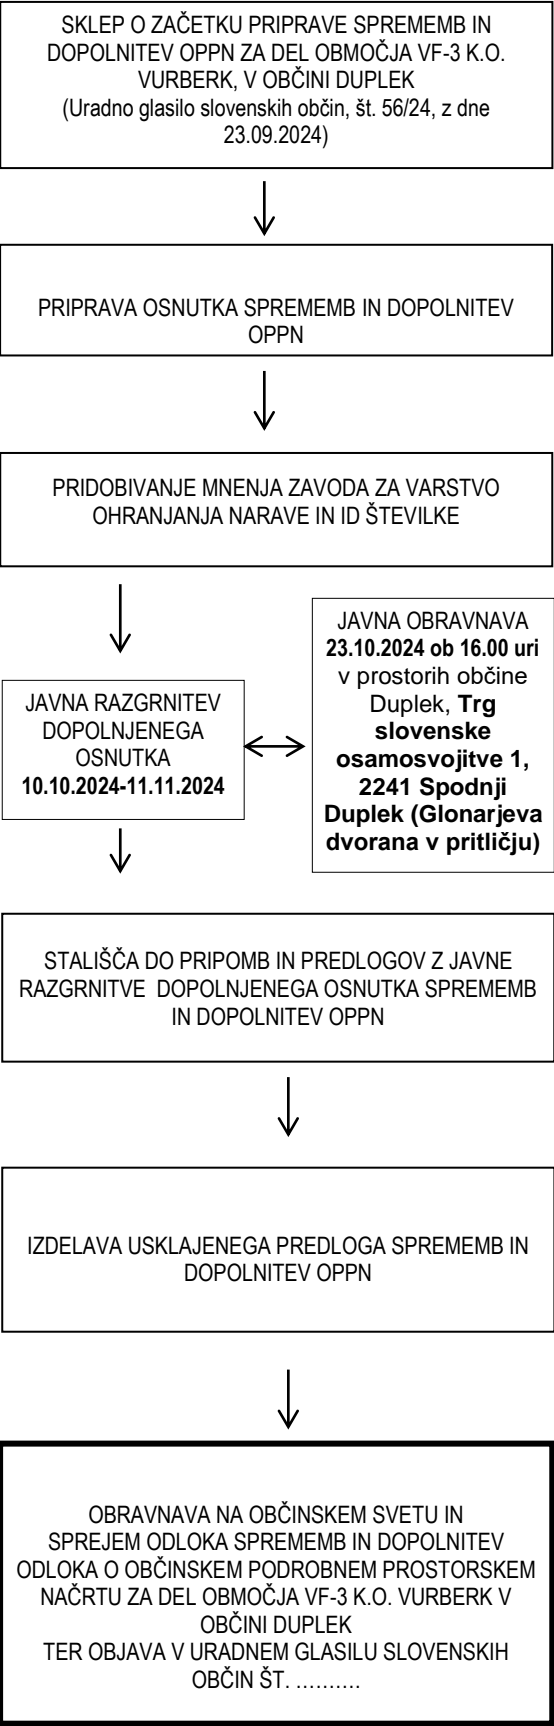 SKLEP O ZAČETKU PRIPRAVE SPREMEMB IN
DOPOLNITEV OPPN ZA DEL OBMOČJA VF-3 K.O.
VURBERK, V OBČINI DUPLEK
(Uradno glasilo slovenskih občin, št. 56/24, z dne
23.09.2024)
PRIPRAVA OSNUTKA SPREMEMB IN DOPOLNITEV
OPPN
PRIDOBIVANJE MNENJA ZAVODA ZA VARSTVO
OHRANJANJA NARAVE IN ID ŠTEVILKE
JAVNA RAZGRNITEV
DOPOLNJENEGA
OSNUTKA
10.10.2024-11.11.2024
JAVNA OBRAVNAVA
23.10.2024 ob 16.00 uri
v prostorih občine
Duplek, Trg
slovenske
osamosvojitve 1,
2241 Spodnji
Duplek (Glonarjeva
dvorana v pritličju)
STALIŠČA DO PRIPOMB IN PREDLOGOV Z JAVNE
RAZGRNITVE DOPOLNJENEGA OSNUTKA SPREMEMB
IN DOPOLNITEV OPPN
IZDELAVA USKLAJENEGA PREDLOGA SPREMEMB IN
DOPOLNITEV OPPN
OBRAVNAVA NA OBČINSKEM SVETU IN
SPREJEM ODLOKA SPREMEMB IN DOPOLNITEV
ODLOKA O OBČINSKEM PODROBNEM PROSTORSKEM
NAČRTU ZA DEL OBMOČJA VF-3 K.O. VURBERK V
OBČINI DUPLEK
TER OBJAVA V URADNEM GLASILU SLOVENSKIH
OBČIN ŠT. ..........